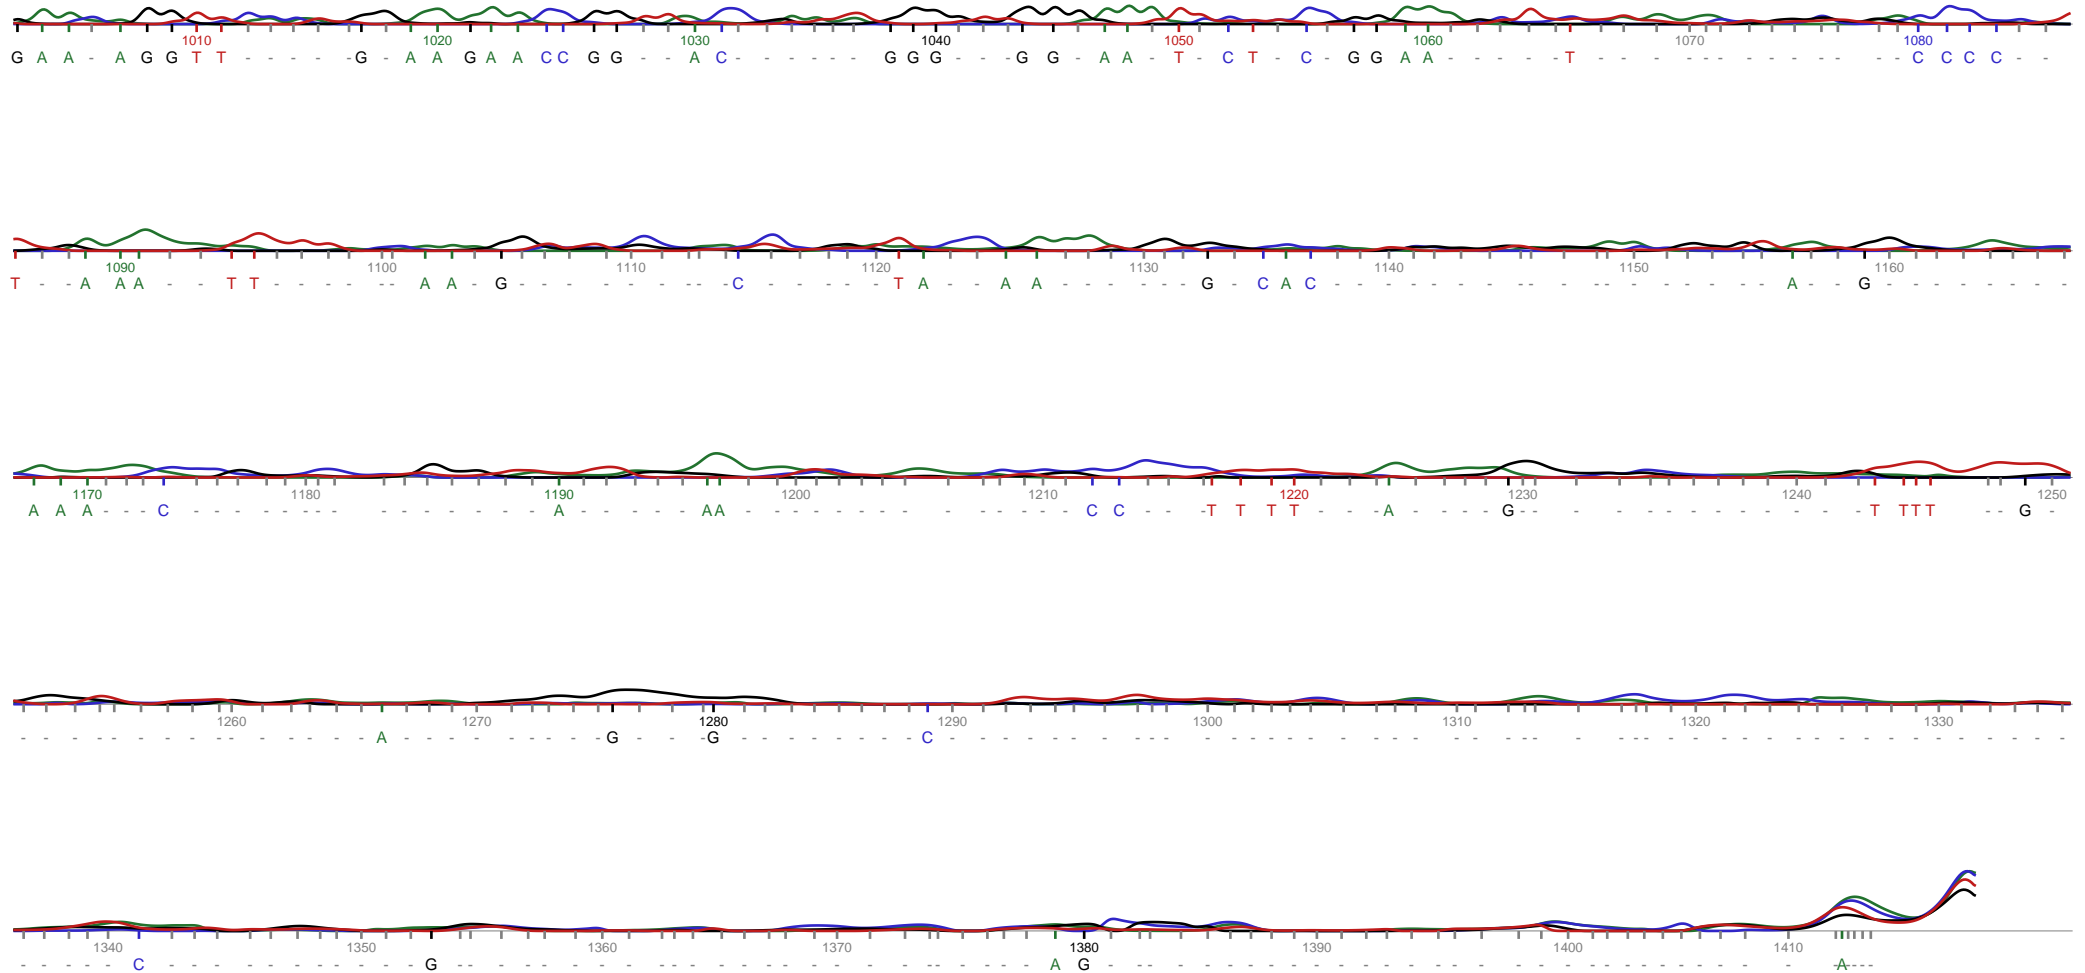 1010 1020 1030 1040 1050 1060 1070 1080
G A A - A G G T T - - - - - G - A A G A A C C G G - - A C - - - - - - G G G - - - G G - A A - T - C T - C - G G A A - - - - - T - - - - - - - - - - - - - - C C C C - -
1090 1100 1110 1120 1130 1140 1150 1160
T - - A A A - - T T - - - - - - - A A - G - - - - - - - - - C - - - - - - T A - - A A - - - - - - G - C A C - - - - - - - - - - - - - - - - - - - A - - G - - - - - - - -
1170 1180 1190 1200 1210 1220 1230 1240 1250
A A A - - - C - - - - - - - - - - - - - - A - - - - - A A - - - - - - - - - - - - - - C C - - - - T T T T - - - A - - - - G - - - - - - - - - - - - - - - T T T T - - G -
1260 1270 1280 1290 1300 1310 1320 1330
- - - - - - - - - - - - - - A - - - - - - - - - G - - - - G - - - - - - - - C - - - - - - - - - - - - - - - - - - - - - - - - - - - - - - - - - - - - - - - - - - - -
1340 1350 1360 1370 1380 1390 1400 1410
- - - - - C - - - - - - - - - - - G - - - - - - - - - - - - - - - - - - - - - - - - - - A G - - - - - - - - - - - - - - - - - - - - - - - - - - - - - A - - - -